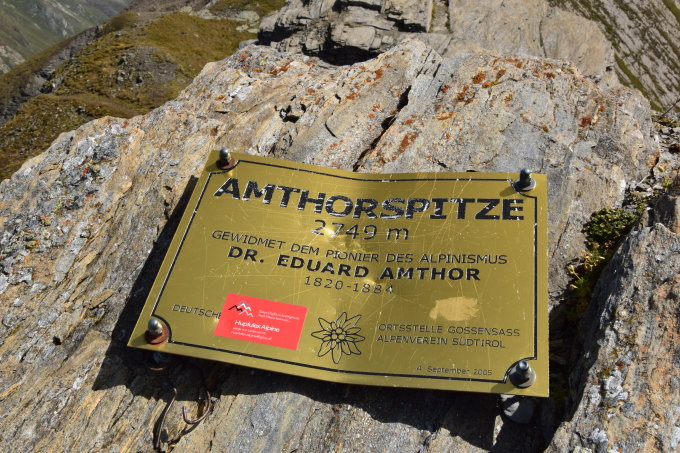 AMTHORSPITZE
2749 m
GEWIDMET DEM PIONIER DES ALPINISMUS
DR. EDUARD AMTHOR
1820-1884
DEUTSCHE
Hupfulex Alpine
ORTSSTELLE GOSSENSASS
ALPENVEREIN SÜDTIROL
4. September 2005